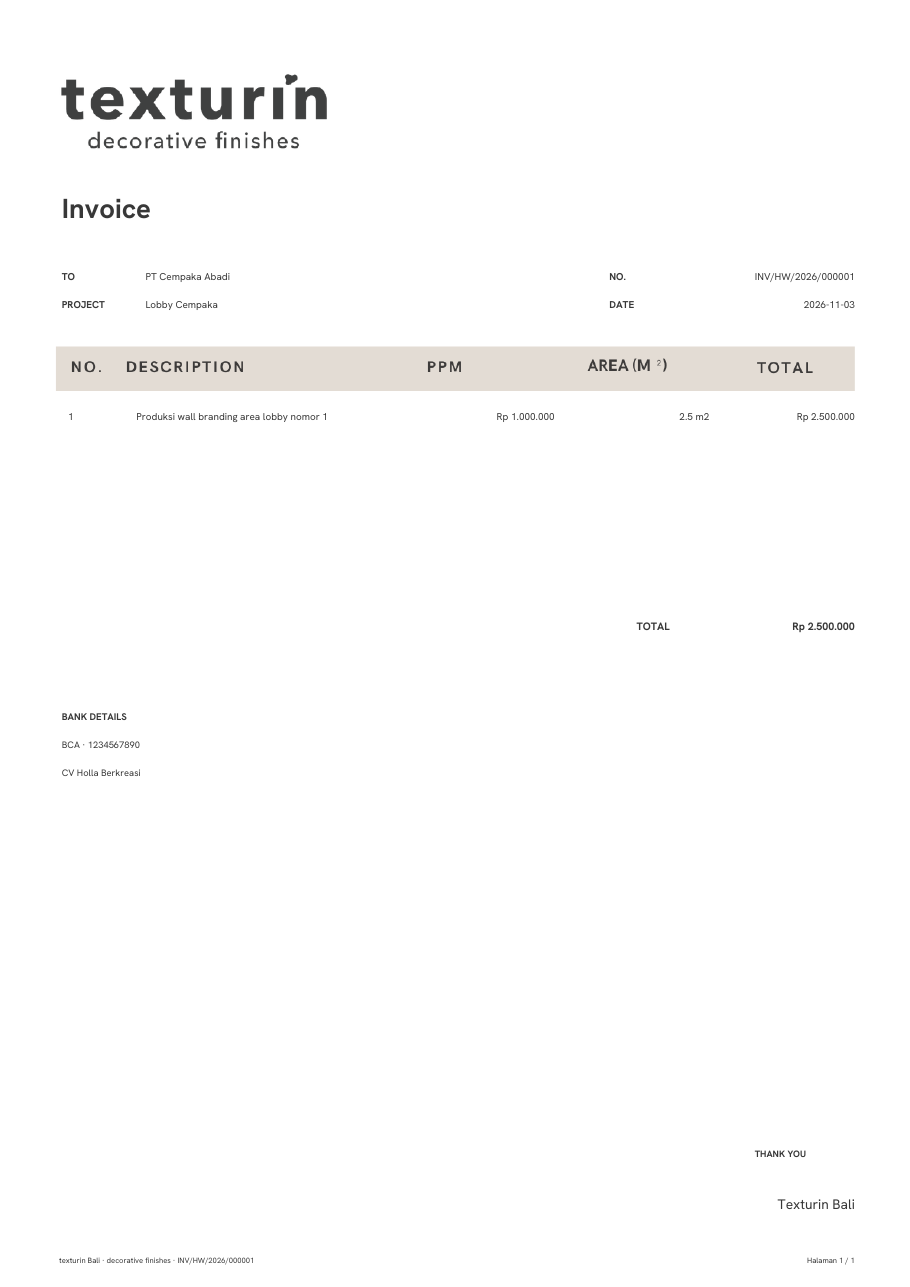 texturin
decorative finishes
Invoice
TO PT Cempaka Abadi NO. INV/HW/2026/000001
PROJECT Lobby Cempaka DATE 2026-11-03
NO. DESCRIPTION PPM AREA (M ²) TOTAL
1 Produksi wall branding area lobby nomor 1 Rp 1.000.000 2.5 m2 Rp 2.500.000
TOTAL Rp 2.500.000
BANK DETAILS
BCA · 1234567890
CV Holla Berkreasi
THANK YOU
Texturin Bali
texturin Bali · decorative finishes · INV/HW/2026/000001 Halaman 1 / 1